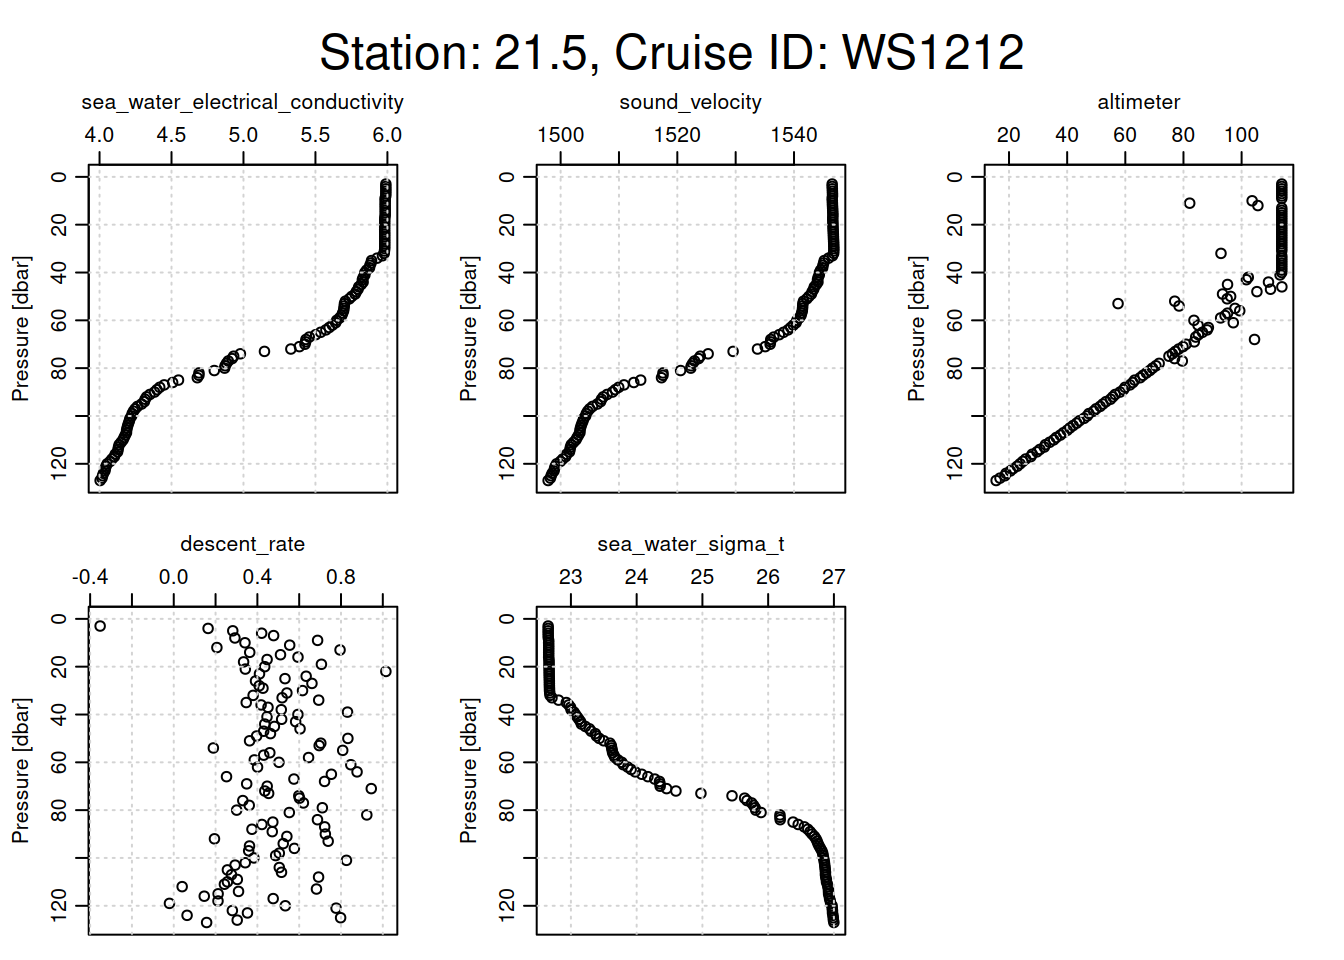 Station: 21.5, Cruise ID: WS1212
sea_water_electrical_conductivity
4.0 4.5 5.0 5.5 6.0
Pressure [dbar]
0 20 40 60 80 120
sound_velocity
1500 1520 1540
Pressure [dbar]
0 20 40 60 80 120
altimeter
20 40 60 80 100
Pressure [dbar]
0 20 40 60 80 120
descent_rate
-0.4 0.0 0.4 0.8
Pressure [dbar]
0 20 40 60 80 120
sea_water_sigma_t
23 24 25 26 27
Pressure [dbar]
0 20 40 60 80 120